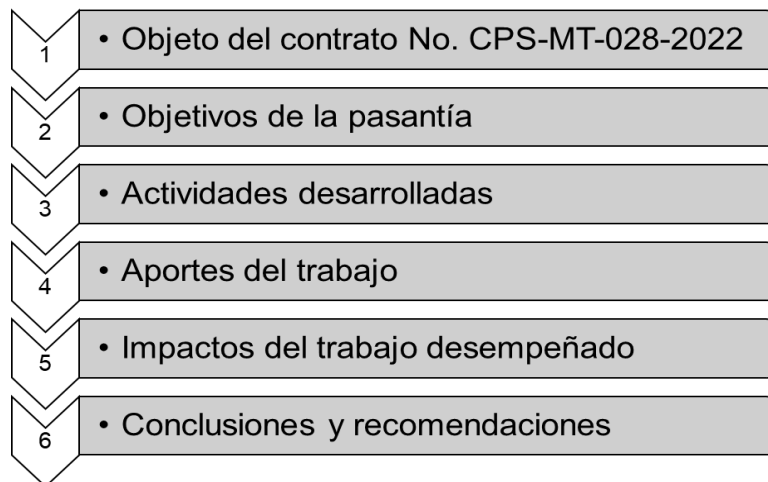 1 • Objeto del contrato No. CPS-MT-028-2022
2 • Objetivos de la pasantía
3 • Actividades desarrolladas
4 • Aportes del trabajo
5 • Impactos del trabajo desempeñado
6 • Conclusiones y recomendaciones